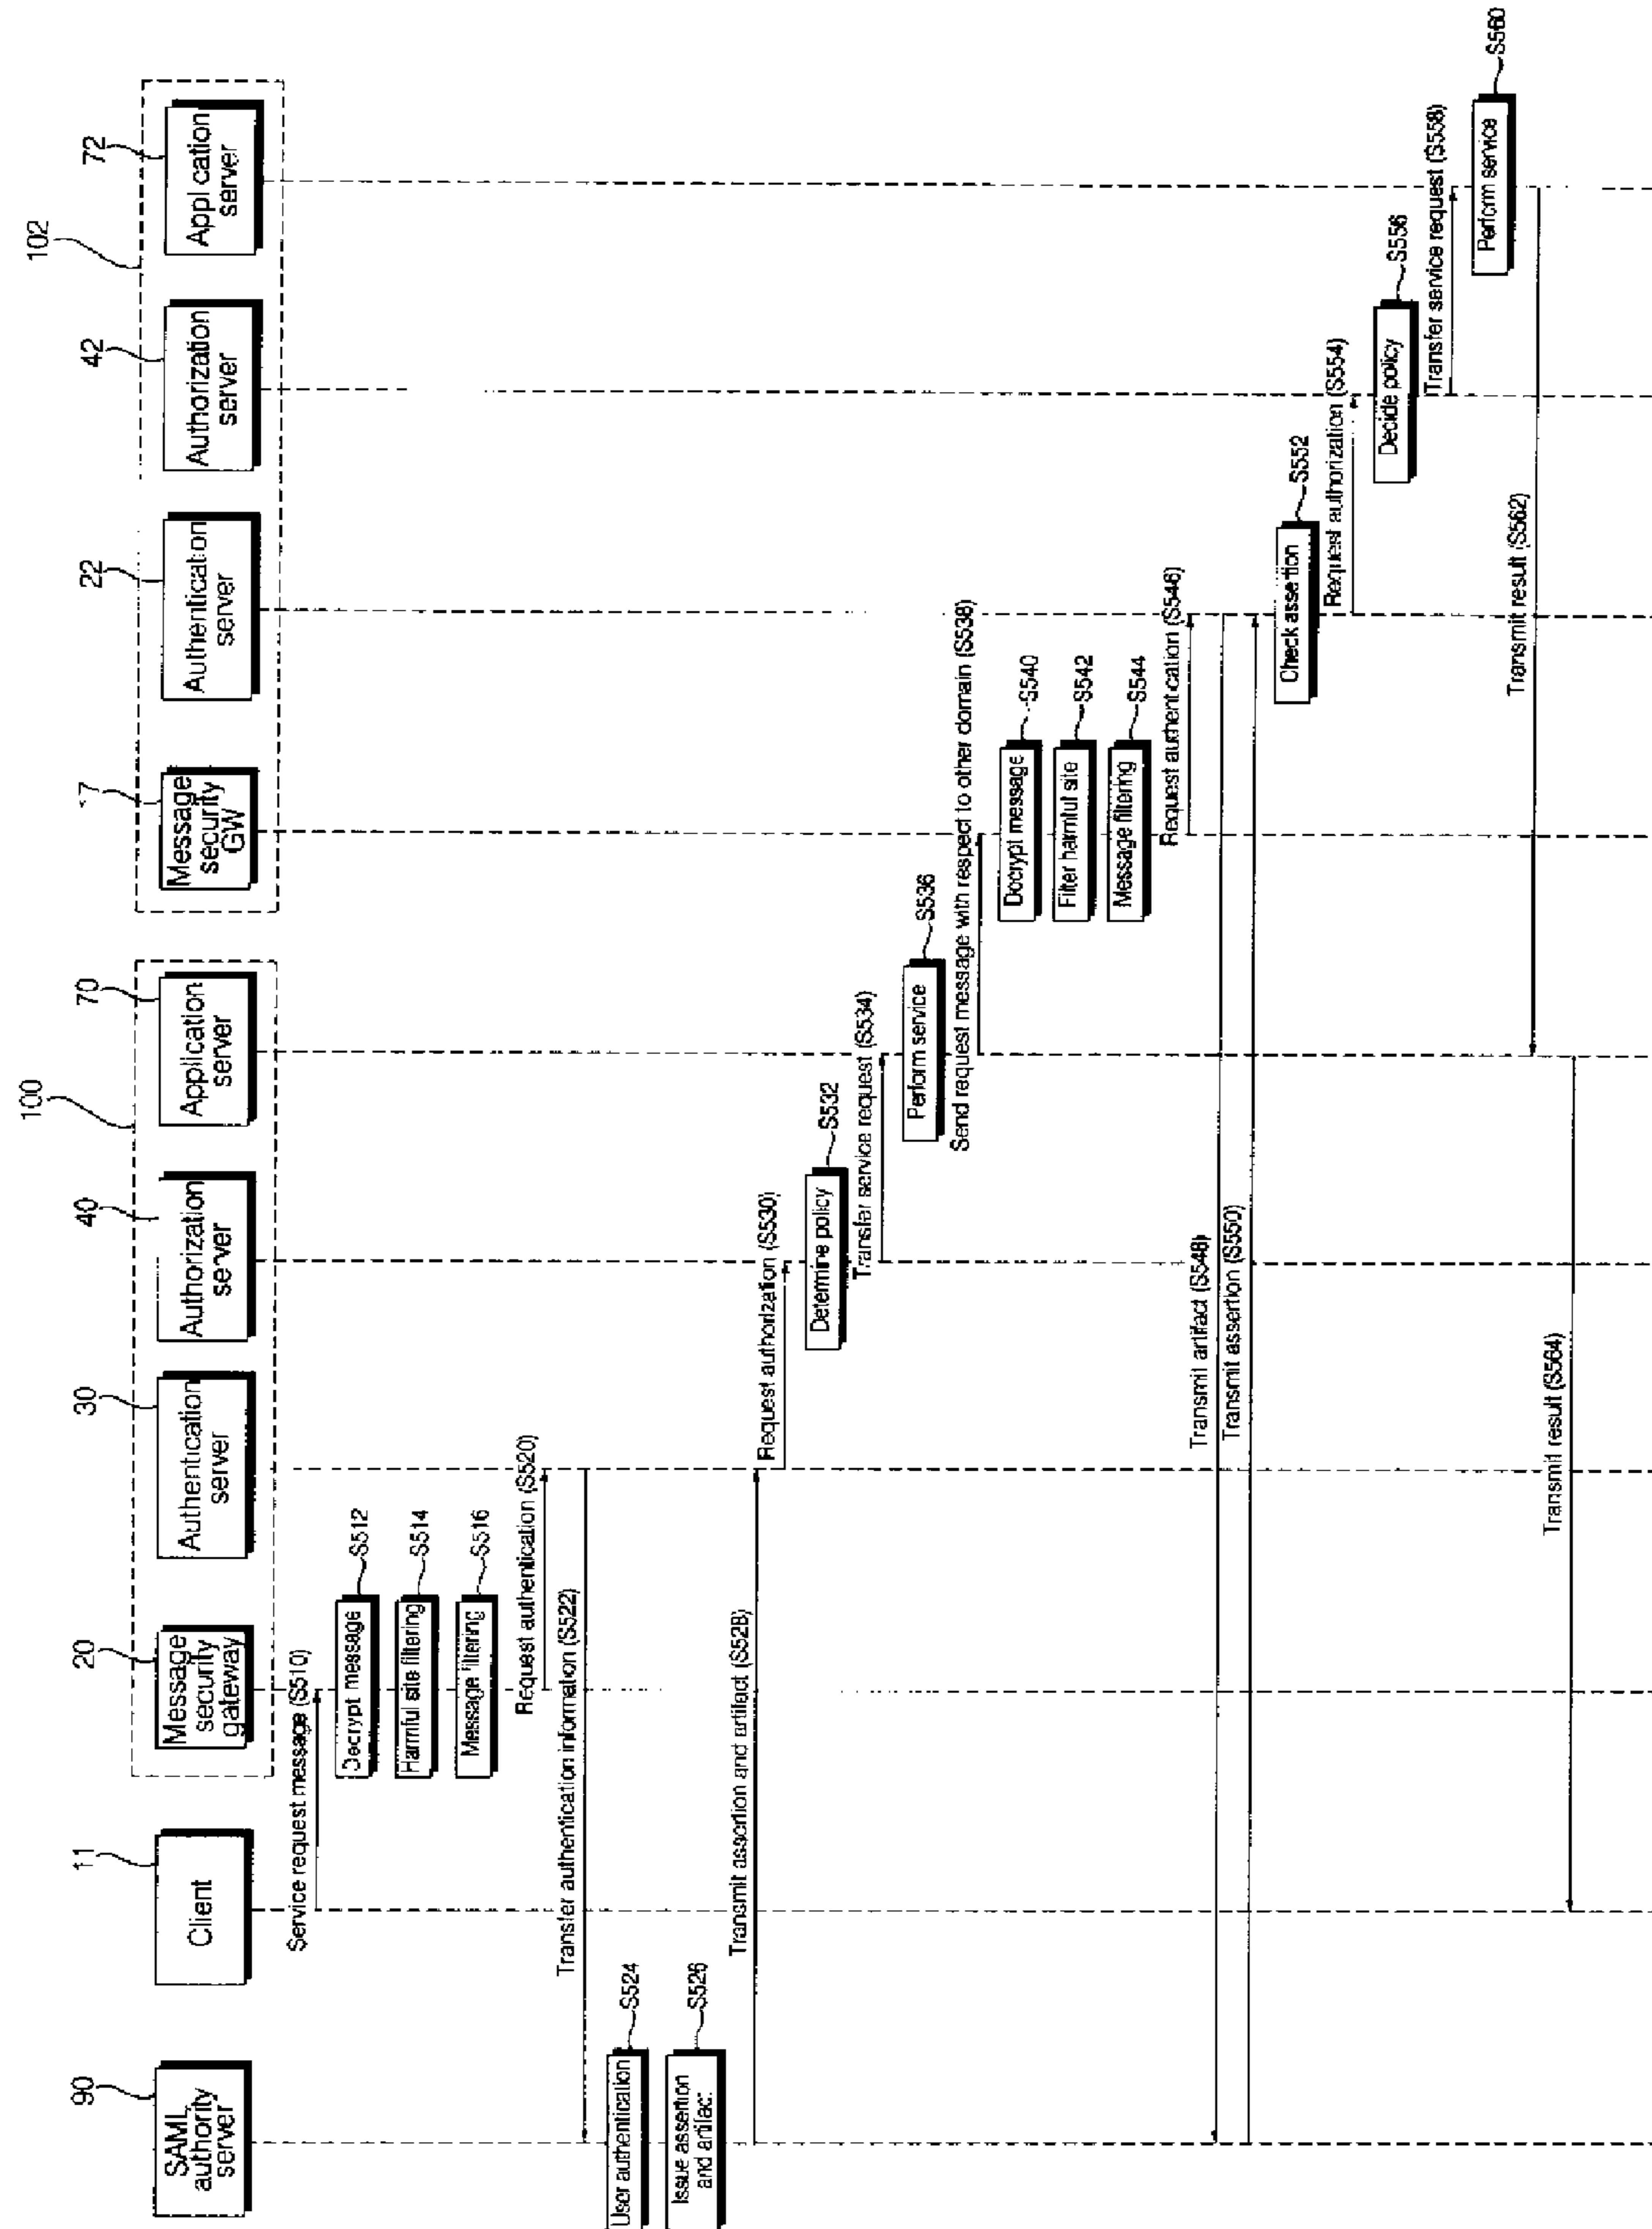 90
SAML
authority
server
11
Client
100
20
Message
security
gateway
30
Authentication
server
40
Authorization
server
70
Application
server
102
Message
security
GW
22
Authentication
server
42
Authorization
server
72
Application
server
Service request message (S510)
Decrypt message
S512
Harmful site filtering
S514
Message filtering
S516
Request authentication (S520)
Transfer authentication information (S522)
User authentication
S524
Issue assertion
and artifact
S526
Transmit assertion and artifact (S528)
Request authorization (S530)
Determine policy
S532
Transfer service request (S534)
Perform service
S536
Send request message with respect to other domain (S538)
Decrypt message
S540
Filter harmful site
S542
Message filtering
S544
Request authentication (S546)
Transmit artifact (S548)
Transmit assertion (S550)
Check assertion
S552
Request authorization (S554)
Decide policy
S556
Transfer service request (S558)
Perform service
S560
Transmit result (S562)
Transmit result (S564)